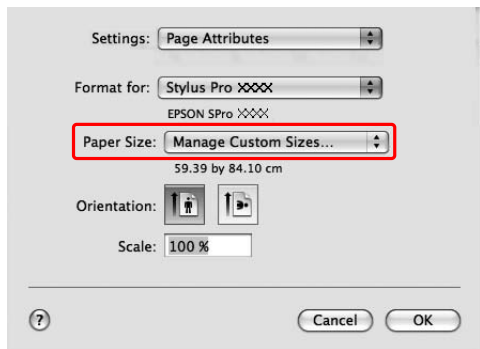 Settings: Page Attributes
Format for: Stylus Pro XXXX
EPSON SPro XXXX
Paper Size: Manage Custom Sizes...
59.39 by 84.10 cm
Orientation:
Scale: 100 %
? Cancel OK